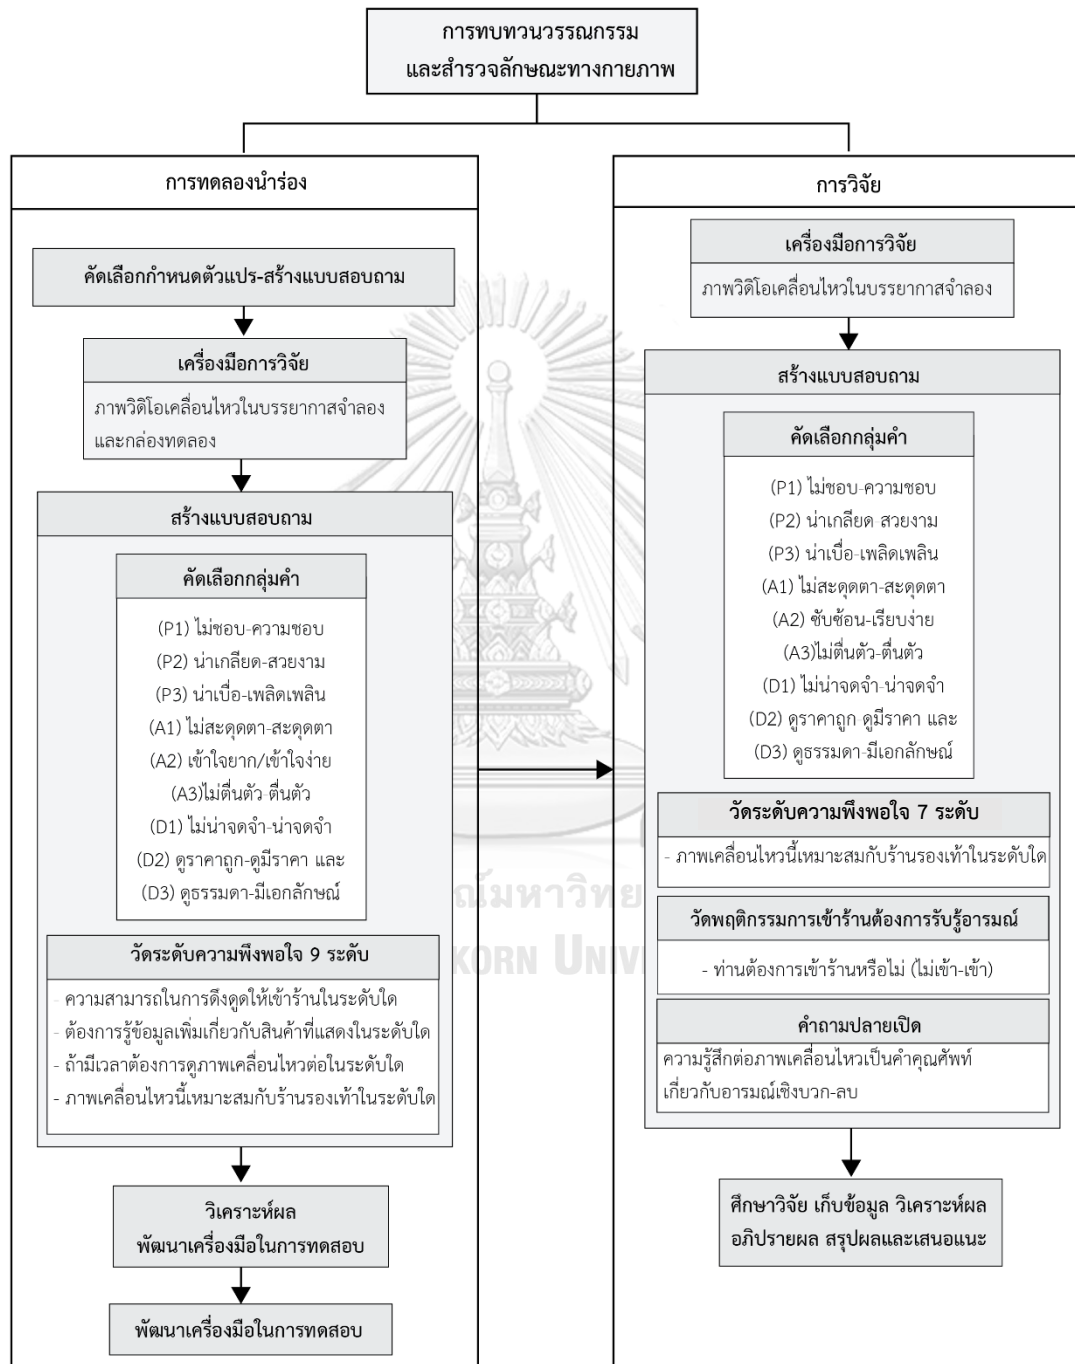 การทบทวนวรรณกรรม
และสำรวจลักษณะทางกายภาพ
การทดลองนำร่อง
คัดเลือกกำหนดตัวแปร-สร้างแบบสอบถาม
เครื่องมือการวิจัย
ภาพวิดิโอเคลื่อนไหวในบรรยากาศจำลอง
และกล่องทดลอง
สร้างแบบสอบถาม
คัดเลือกกลุ่มคำ
(P1) ไม่ชอบ-ความชอบ
(P2) น่าเกลียด-สวยงาม
(P3) น่าเบื่อ-เพลิดเพลิน
(A1) ไม่สะดุดตา-สะดุดตา
(A2) เข้าใจยาก/เข้าใจง่าย
(A3)ไม่ตื่นตัว-ตื่นตัว
(D1) ไม่น่าจดจำ-น่าจดจำ
(D2) ดูราคาถูก-ดูมีราคา และ
(D3) ดูธรรมดา-มีเอกลักษณ์
วัดระดับความพึงพอใจ 9 ระดับ
- ความสามารถในการดึงดูดให้เข้าร้านในระดับใด
- ต้องการรู้ข้อมูลเพิ่มเกี่ยวกับสินค้าที่แสดงในระดับใด
- ถ้ามีเวลาต้องการดูภาพเคลื่อนไหวต่อในระดับใด
- ภาพเคลื่อนไหวนี้เหมาะสมกับร้านรองเท้าในระดับใด
วิเคราะห์ผล
พัฒนาเครื่องมือในการทดสอบ
พัฒนาเครื่องมือในการทดสอบ
การวิจัย
เครื่องมือการวิจัย
ภาพวิดิโอเคลื่อนไหวในบรรยากาศจำลอง
สร้างแบบสอบถาม
คัดเลือกกลุ่มคำ
(P1) ไม่ชอบ-ความชอบ
(P2) น่าเกลียด-สวยงาม
(P3) น่าเบื่อ-เพลิดเพลิน
(A1) ไม่สะดุดตา-สะดุดตา
(A2) ซับซ้อน-เรียบง่าย
(A3)ไม่ตื่นตัว-ตื่นตัว
(D1) ไม่น่าจดจำ-น่าจดจำ
(D2) ดูราคาถูก-ดูมีราคา และ
(D3) ดูธรรมดา-มีเอกลักษณ์
วัดระดับความพึงพอใจ 7 ระดับ
- ภาพเคลื่อนไหวนี้เหมาะสมกับร้านรองเท้าในระดับใด
วัดพฤติกรรมการเข้าร้านต้องการรับรู้อารมณ์
- ท่านต้องการเข้าร้านหรือไม่ (ไม่เข้า-เข้า)
คำถามปลายเปิด
ความรู้สึกต่อภาพเคลื่อนไหวเป็นคำคุณศัพท์
เกี่ยวกับอารมณ์เชิงบวก-ลบ
ศึกษาวิจัย เก็บข้อมูล วิเคราะห์ผล
อภิปรายผล สรุปผลและเสนอแนะ
ณ์มหาวิทย
KORN UNIV